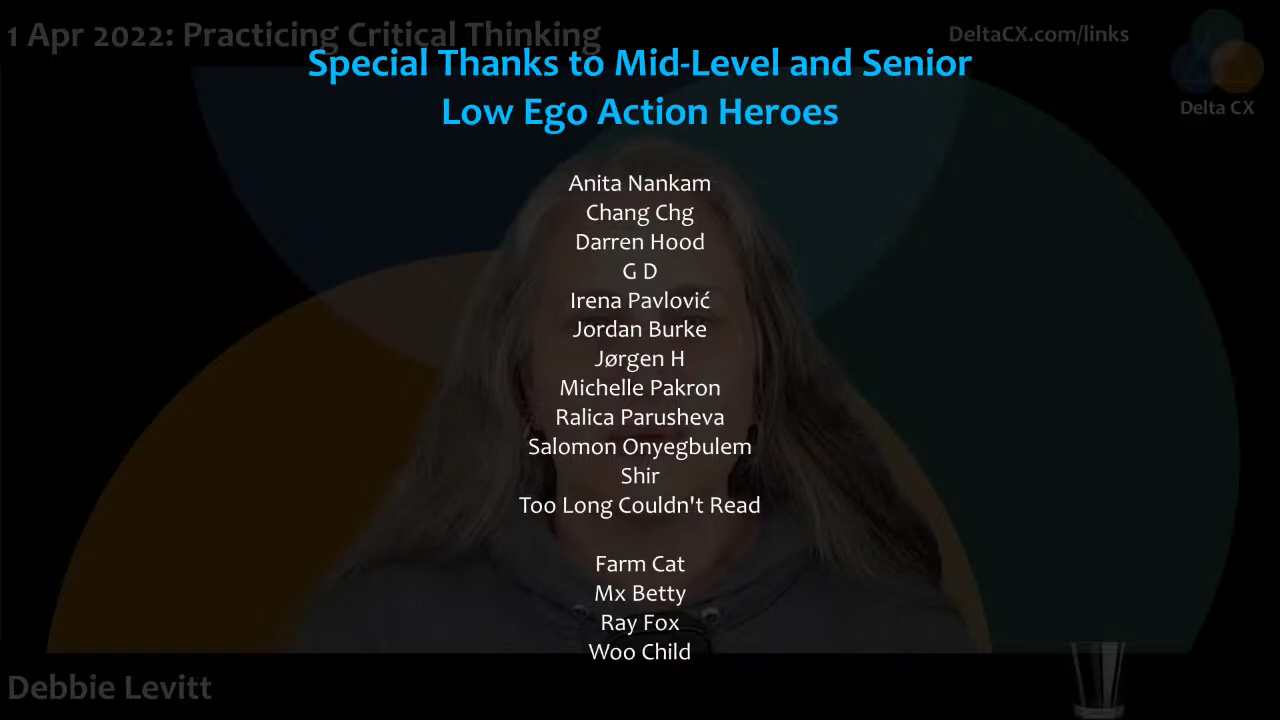 1 Apr 2022: Practicing Critical Thinking
DeltaCX.com/links
Delta CX
Special Thanks to Mid-Level and Senior
Low Ego Action Heroes
Anita Nankam
Chang Chg
Darren Hood
G D
Irena Pavlović
Jordan Burke
Jørgen H
Michelle Pakron
Ralica Parusheva
Salomon Onyegbulem
Shir
Too Long Couldn't Read
Farm Cat
Mx Betty
Ray Fox
Woo Child
Debbie Levitt